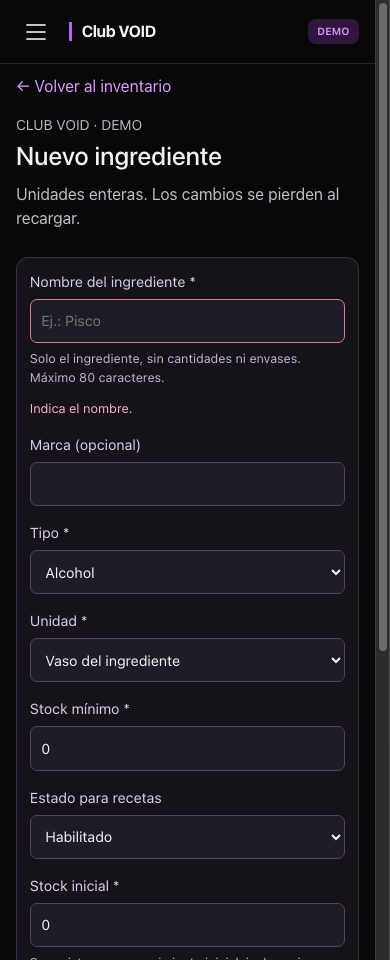 Club VOID
DEMO
← Volver al inventario
CLUB VOID · DEMO
Nuevo ingrediente
Unidades enteras. Los cambios se pierden al
recargar.
Nombre del ingrediente *
Ej.: Pisco
Solo el ingrediente, sin cantidades ni envases.
Máximo 80 caracteres.
Indica el nombre.
Marca (opcional)
Tipo *
Alcohol
Unidad *
Vaso del ingrediente
Stock mínimo *
0
Estado para recetas
Habilitado
Stock inicial *
0